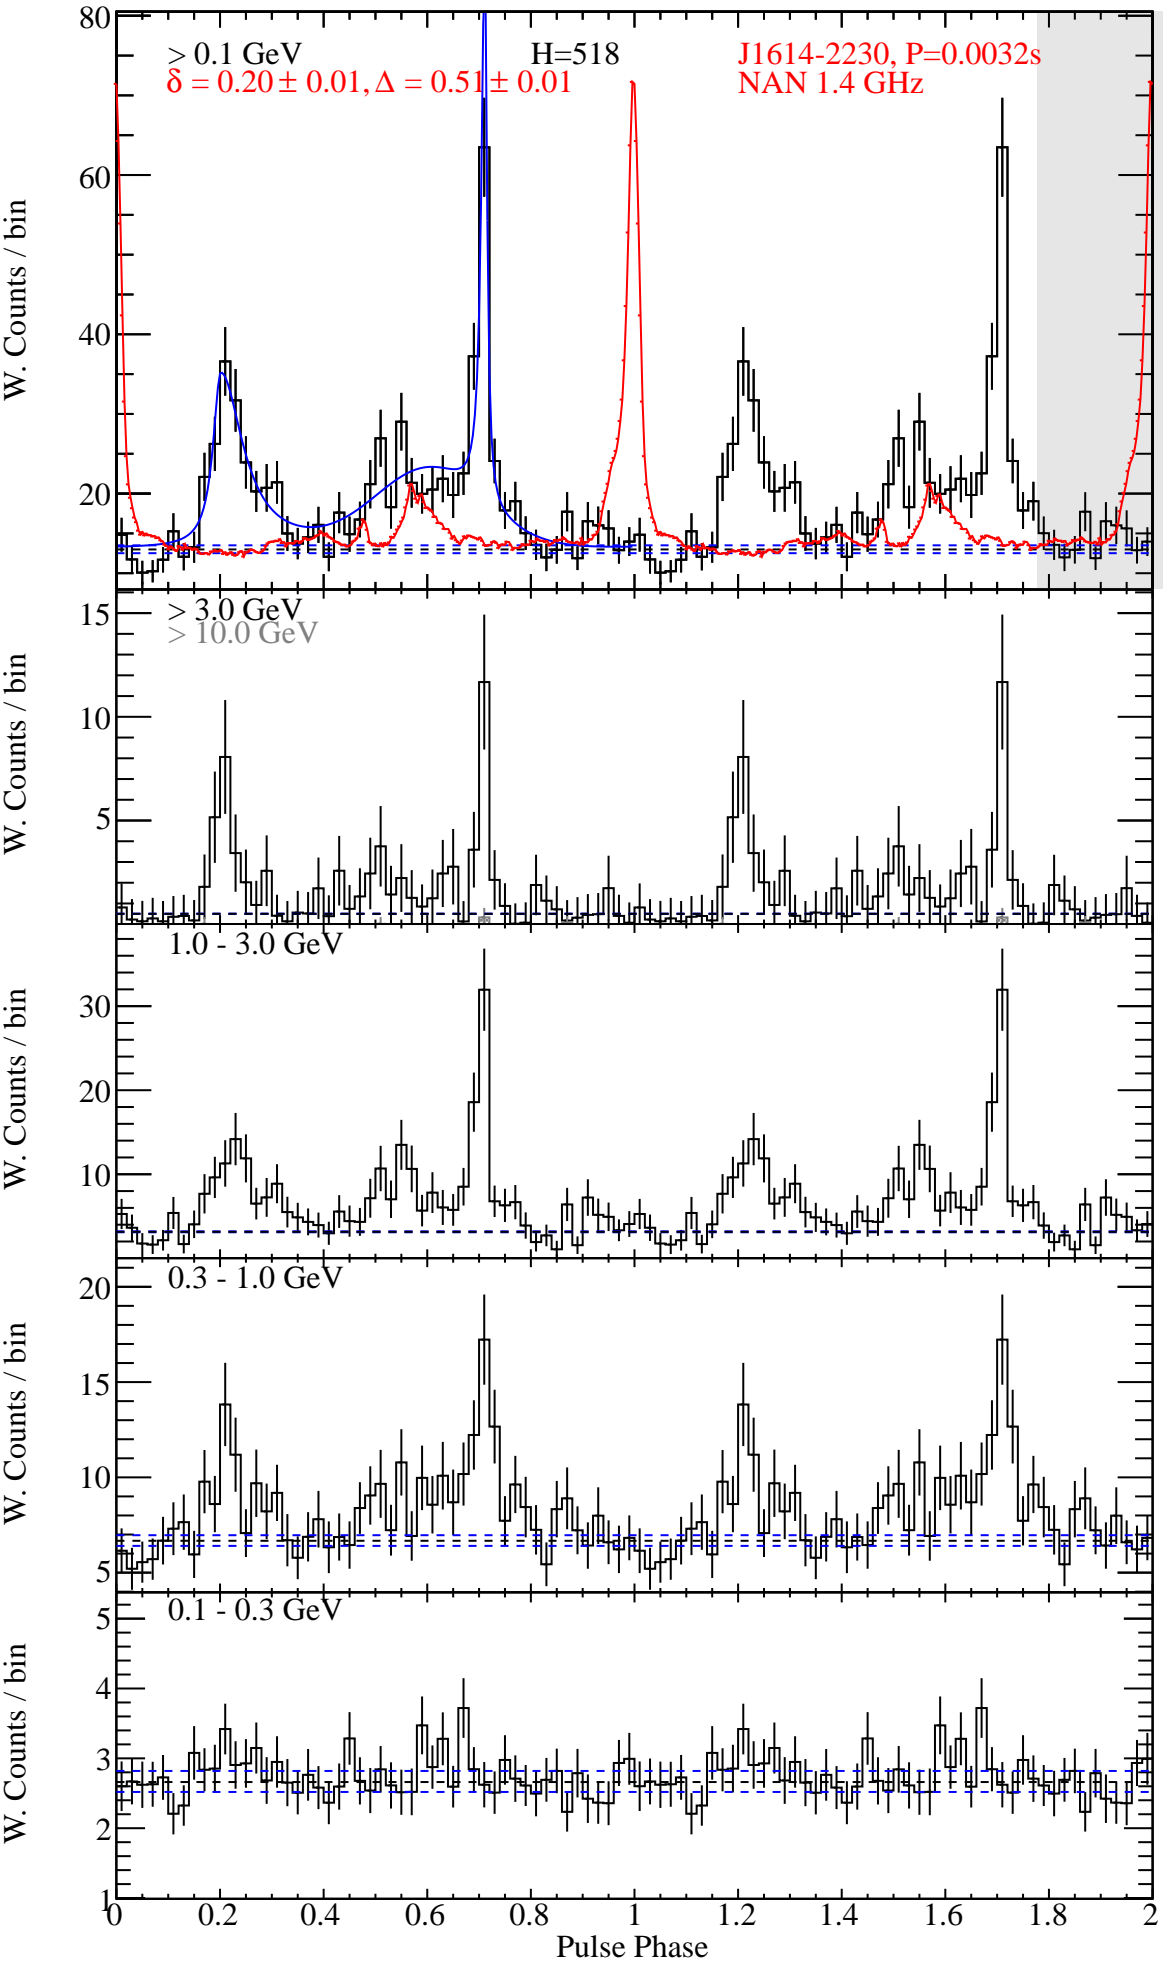 80
60
40
20
W. Counts / bin
> 0.1 GeV
H=518
J1614-2230, P=0.0032s
δ = 0.20 ± 0.01, Δ = 0.51 ± 0.01
NAN 1.4 GHz
15
10
5
W. Counts / bin
> 3.0 GeV
> 10.0 GeV
30
20
10
W. Counts / bin
1.0 - 3.0 GeV
20
15
10
5
W. Counts / bin
0.3 - 1.0 GeV
5
4
3
2
1
W. Counts / bin
0.1 - 0.3 GeV
0 0.2 0.4 0.6 0.8 1 1.2 1.4 1.6 1.8 2
Pulse Phase